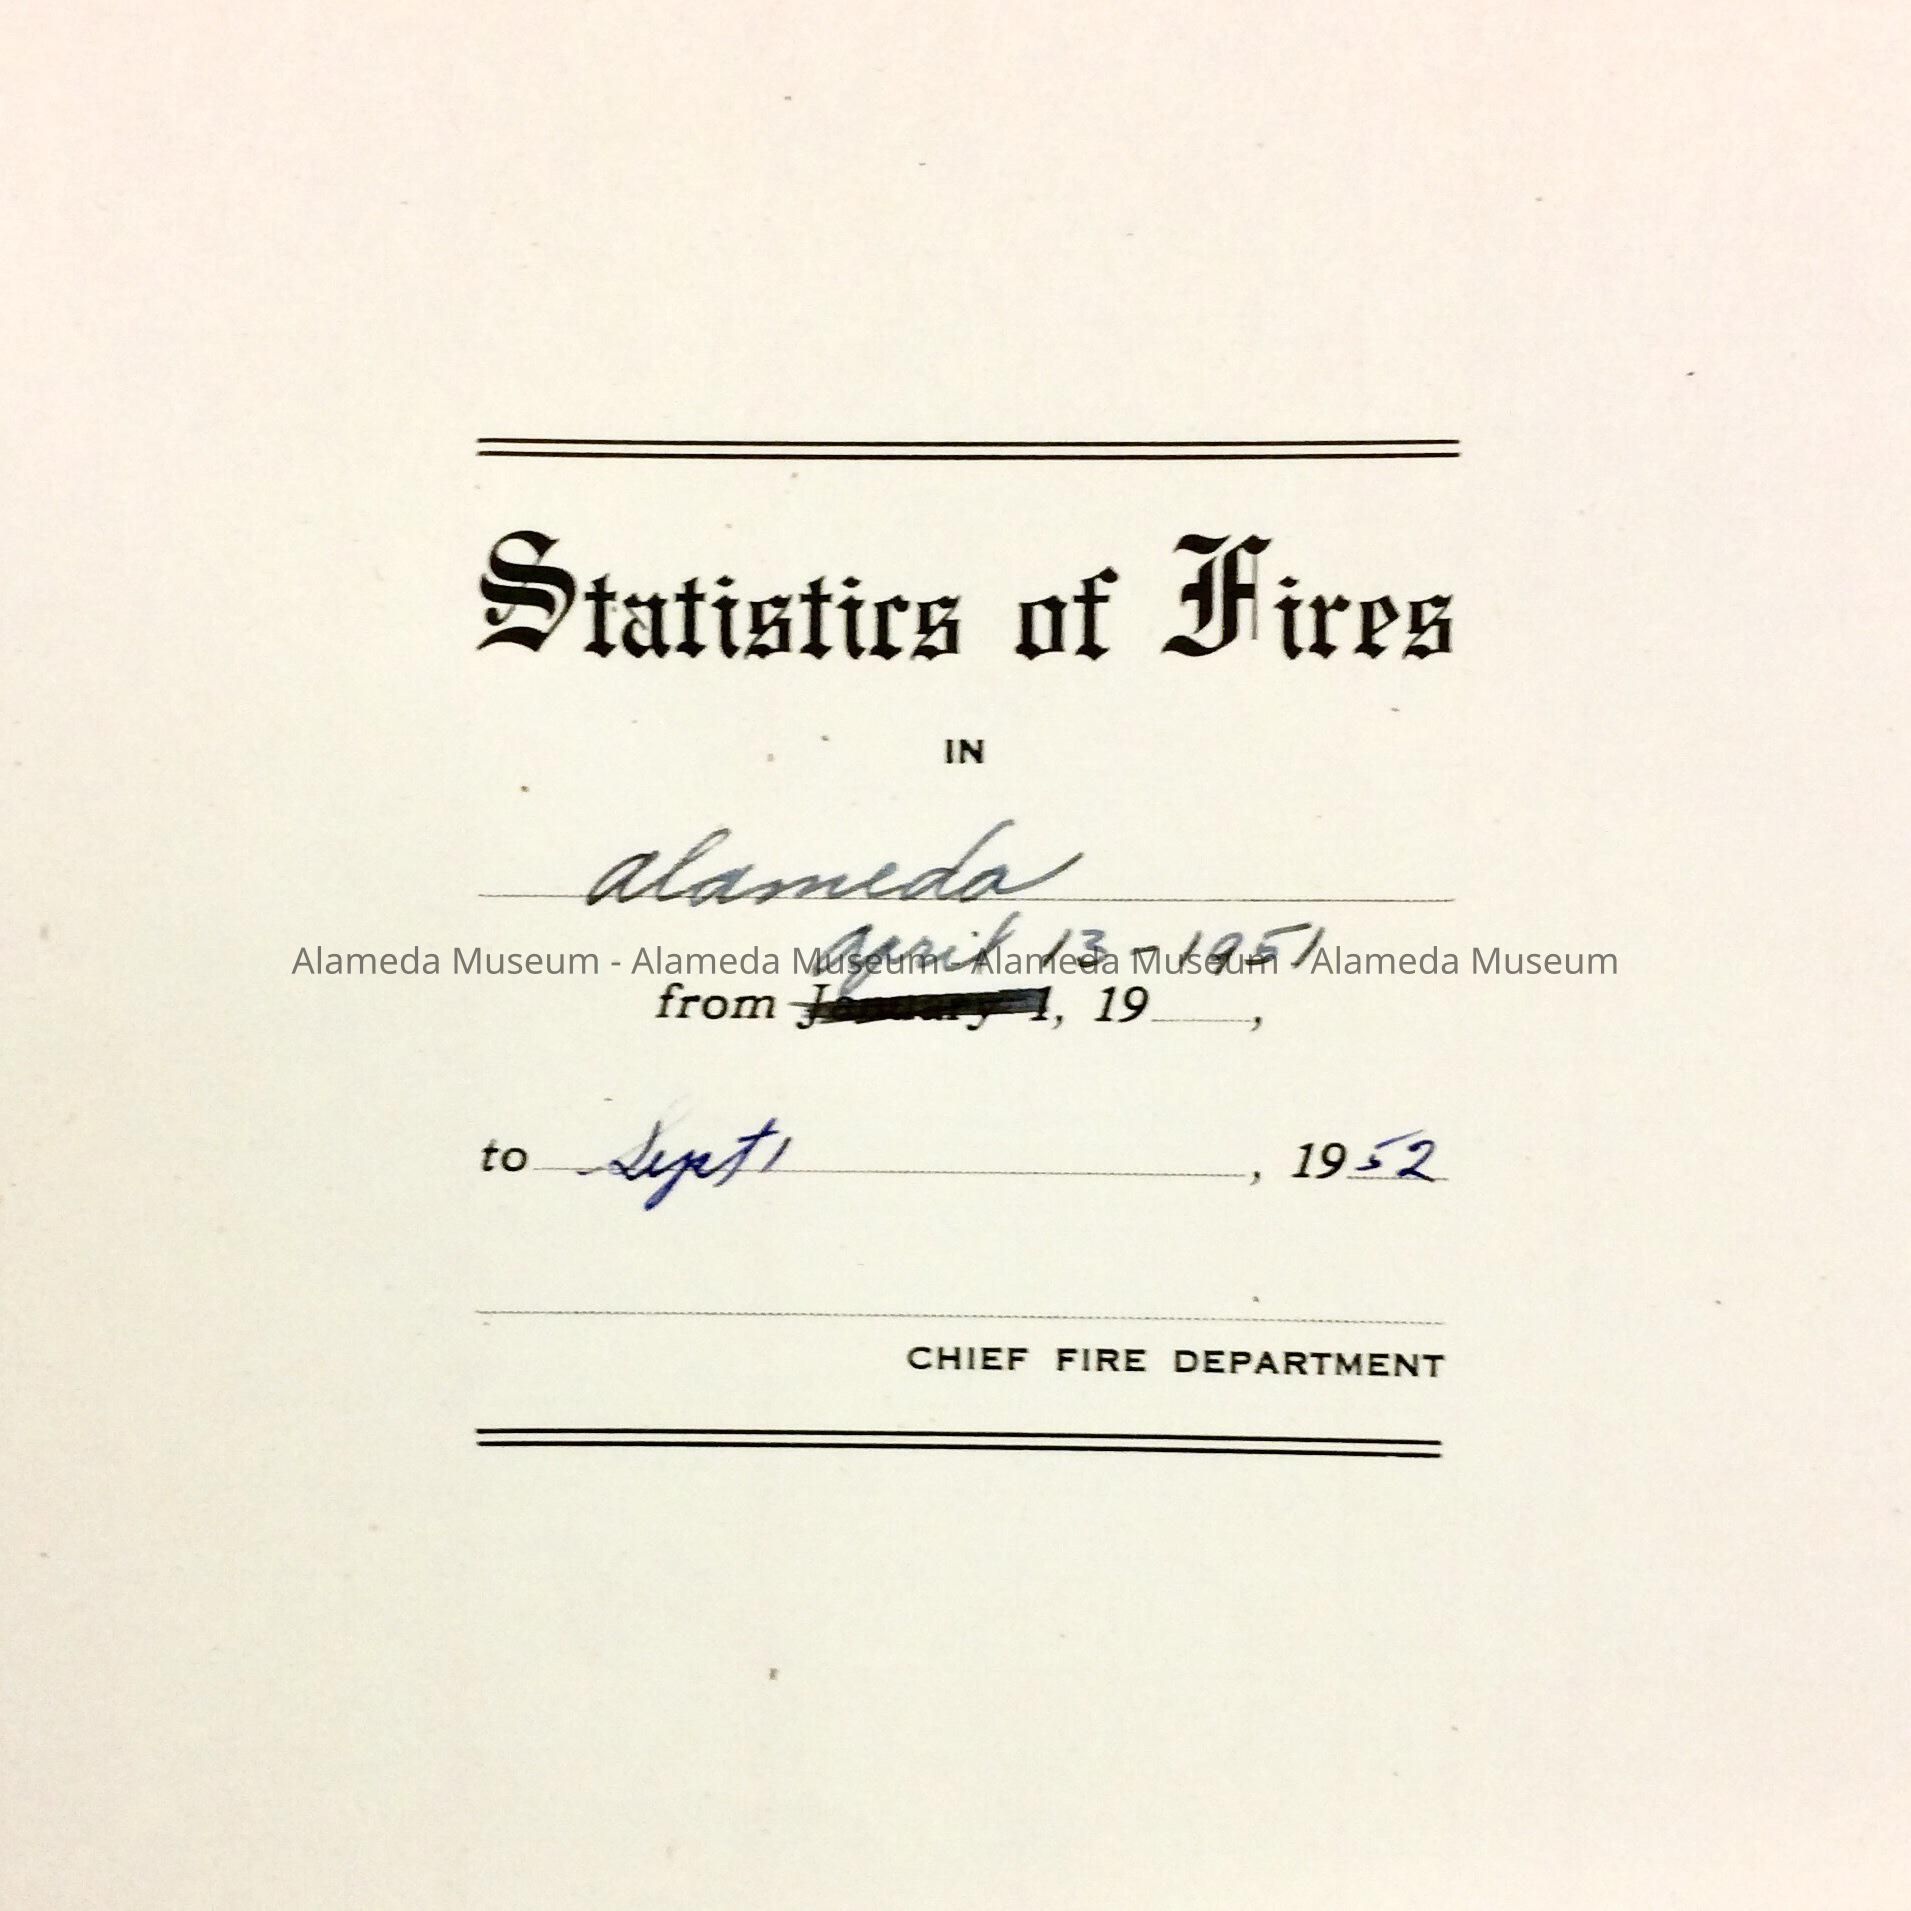 Statistics of Fires
IN
Alameda
April 13 - 1951
Alameda Museum - Alameda Museum - Alameda Museum - Alameda Museum
from January 1, 19    ,
to Sept 1 , 1952
CHIEF FIRE DEPARTMENT